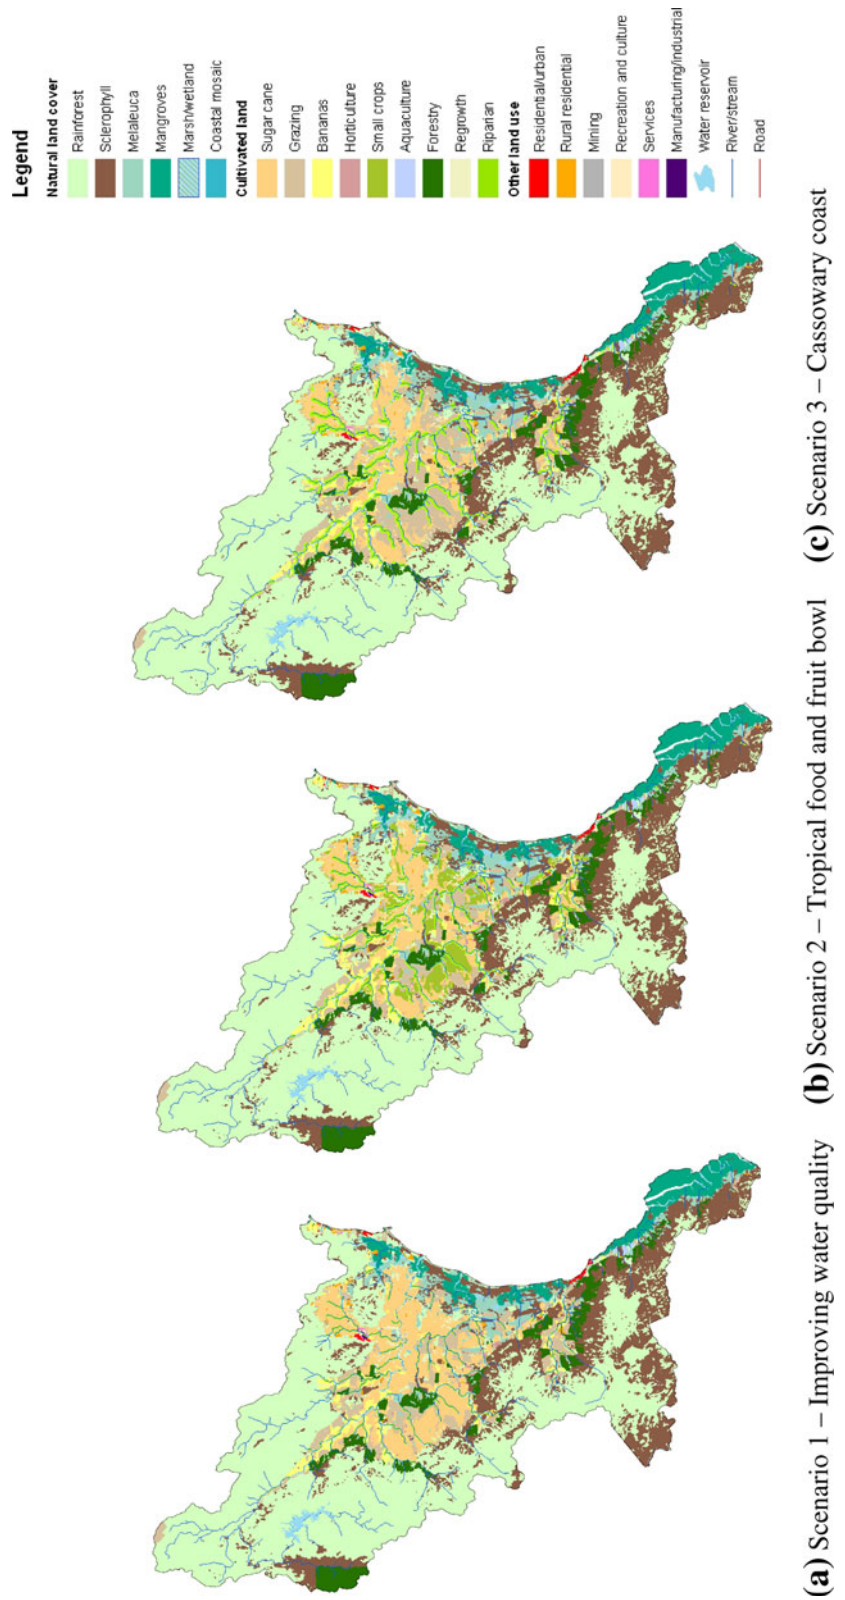 Legend
Natural land cover
Rainforest
Sclerophyll
Melaleuca
Mangroves
Marsh/wetland
Coastal mosaic
Cultivated land
Sugar cane
Grazing
Bananas
Horticulture
Small crops
Aquaculture
Forestry
Regrowth
Riparian
Other land use
Residential/urban
Rural residential
Mining
Recreation and culture
Services
Manufacturing/industrial
Water reservoir
River/stream
Road
(a) Scenario 1 – Improving water quality
(b) Scenario 2 – Tropical food and fruit bowl
(c) Scenario 3 – Cassowary coast